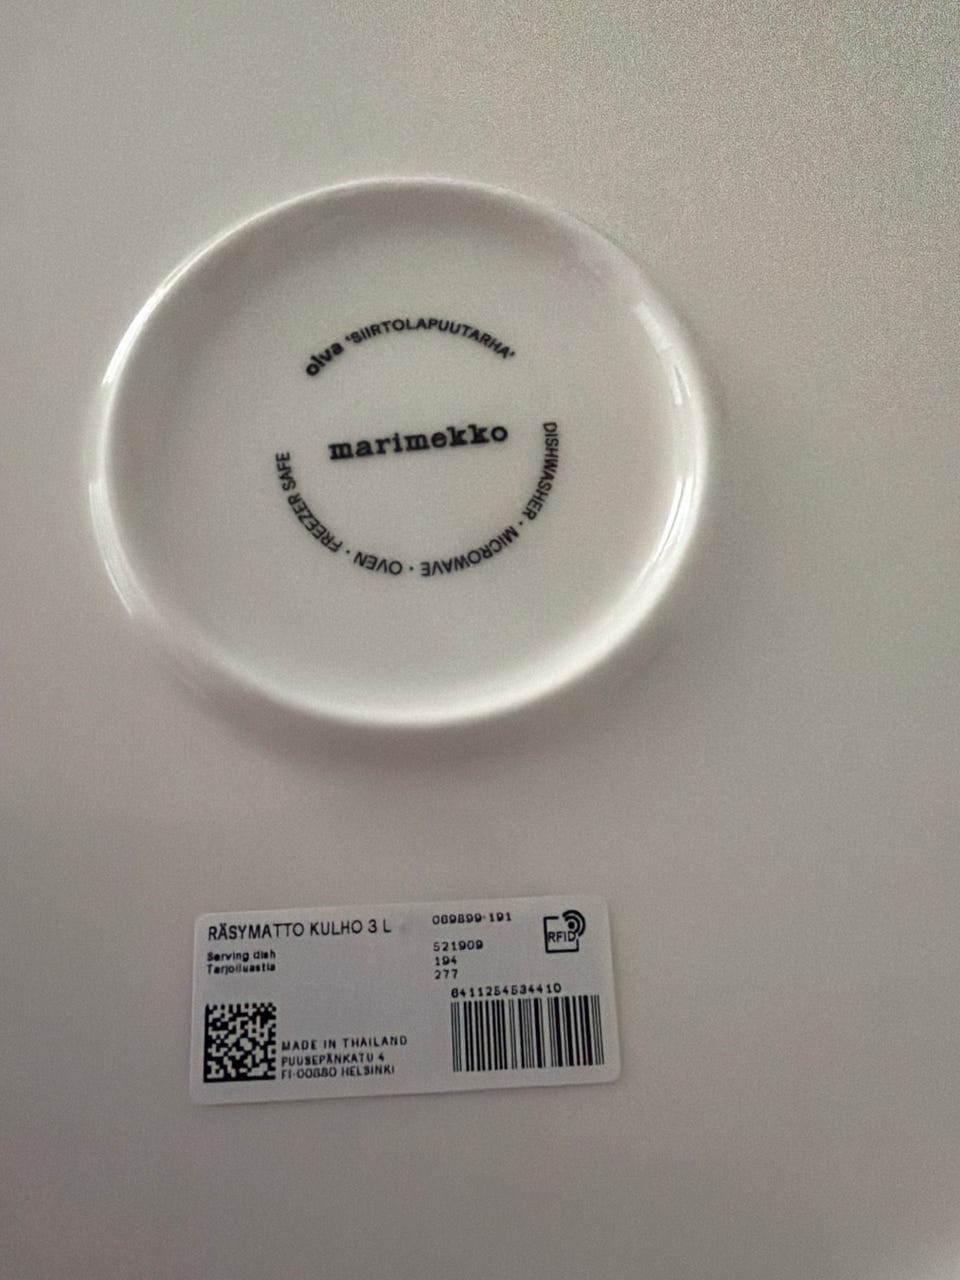 oiva 'SIIRTOLAPUUTARHA'
marimekko
DISHWASHER · MICROWAVE · OVEN · FREEZER SAFE
RÄSYMATTO KULHO 3 L
Serving dish
Tarjoiluastia
069899-191
521909
194
277
RFID
6411254534410
MADE IN THAILAND
PUUSEPÄNKATU 4
FI-00880 HELSINKI